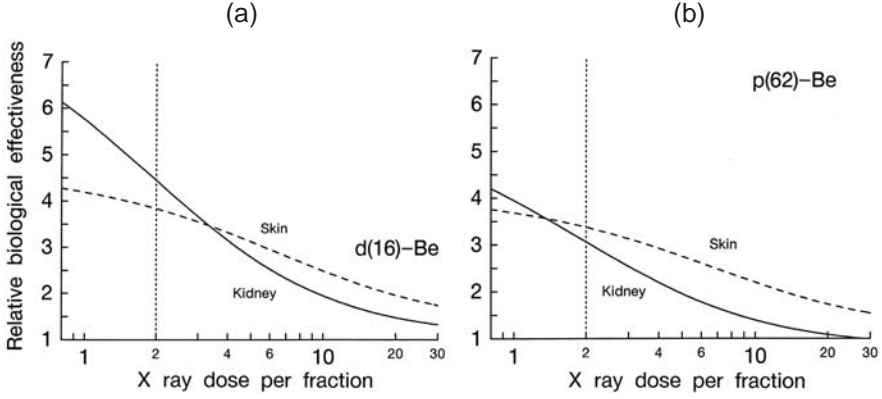 (a)
Relative biological effectiveness
7
6
5
4
3
2
1
Skin
d(16)–Be
Kidney
1
2
4
6
10
20
30
X ray dose per fraction
(b)
7
6
5
4
3
2
1
p(62)–Be
Skin
Kidney
1
2
4
6
10
20
30
X ray dose per fraction